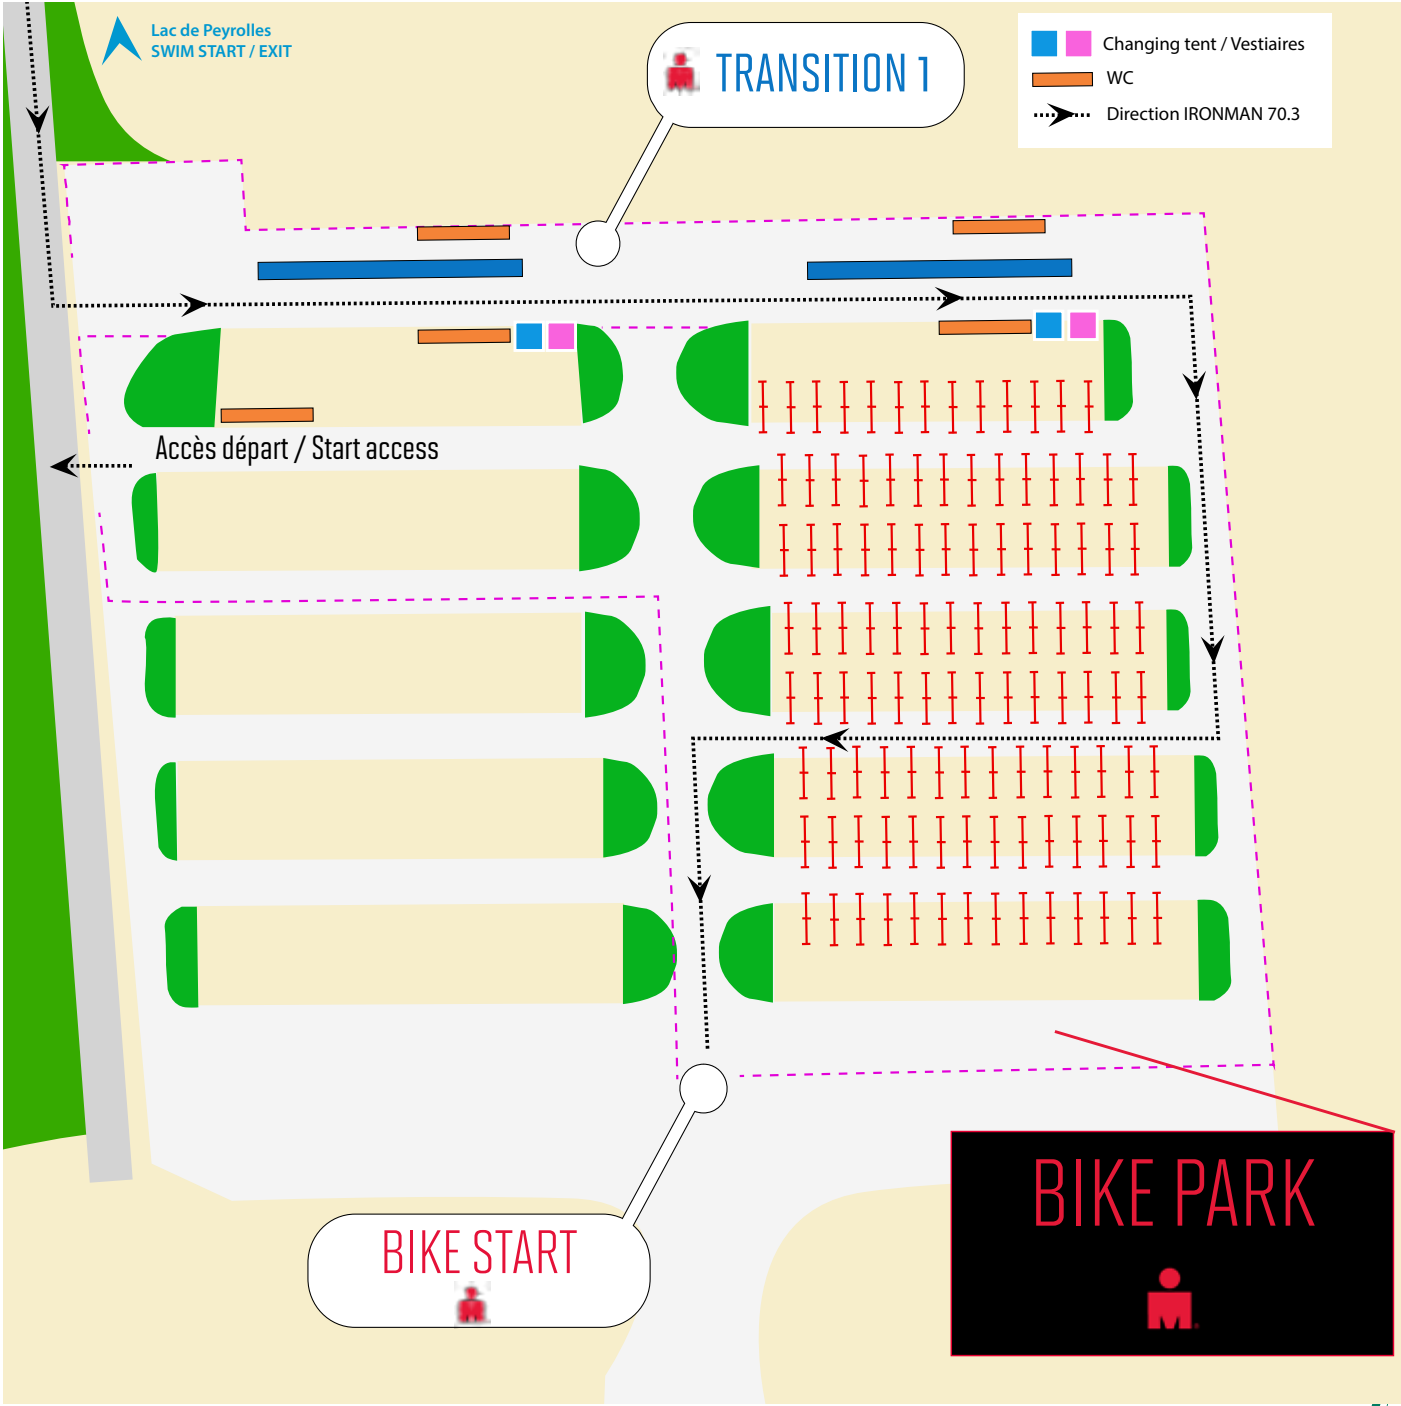 Lac de Peyrolles
SWIM START / EXIT
TRANSITION 1
Changing tent / Vestiaires
WC
Direction IRONMAN 70.3
Accès départ / Start access
BIKE START
BIKE PARK